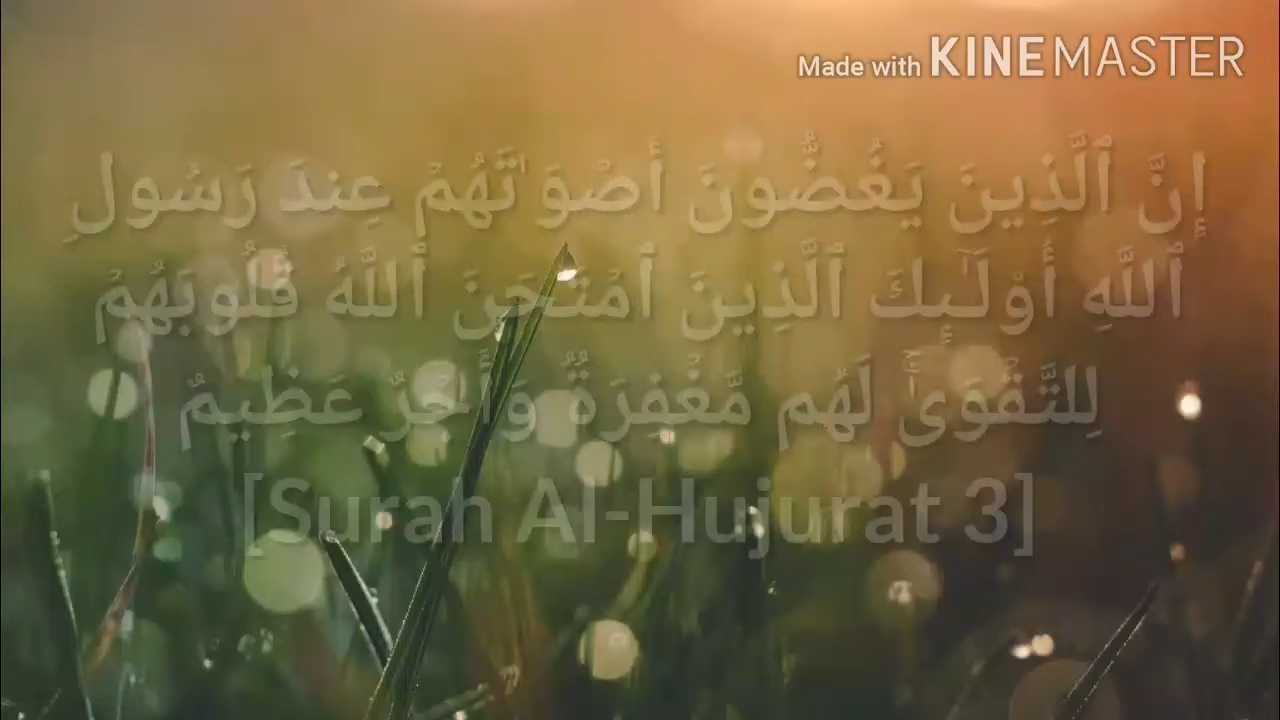 Made with KINEMASTER
إِنَّ ٱلَّذِينَ يَغُضُّونَ أَصْوَ ٰتَهُمْ عِندَ رَسُولِ
ٱللَّهِ أُو۟لَـٰٓئِكَ ٱلَّذِينَ ٱمْتَحَنَ ٱللَّهُ قُلُوبَهُمْ
لِلتَّقْوَىٰۚ لَهُم مَّغْفِرَةٌ وَأَجْرٌ عَظِيمٌ
[Surah Al-Hujurat 3]